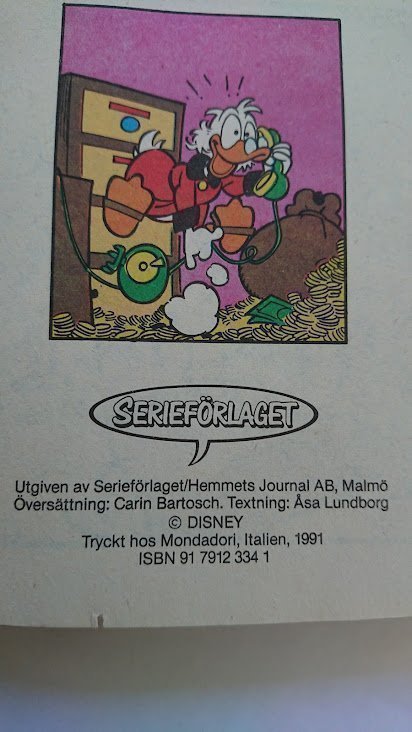 SERIEFÖRLAGET
Utgiven av Serieförlaget/Hemmets Journal AB, Malmö
Översättning: Carin Bartosch. Textning: Åsa Lundborg
© DISNEY
Tryckt hos Mondadori, Italien, 1991
ISBN 91 7912 334 1